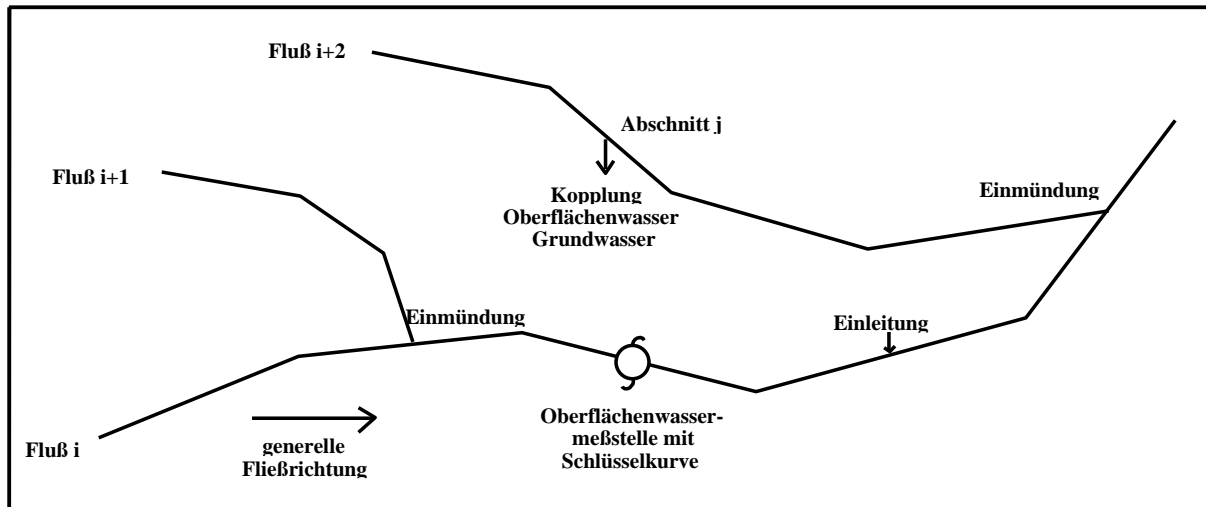 Fluß i+2
Abschnitt j
Fluß i+1
Kopplung
Oberflächenwasser
Grundwasser
Einmündung
Einmündung
Einleitung
Oberflächenwasser-
meßstelle mit
Schlüsselkurve
generelle
Fließrichtung
Fluß i